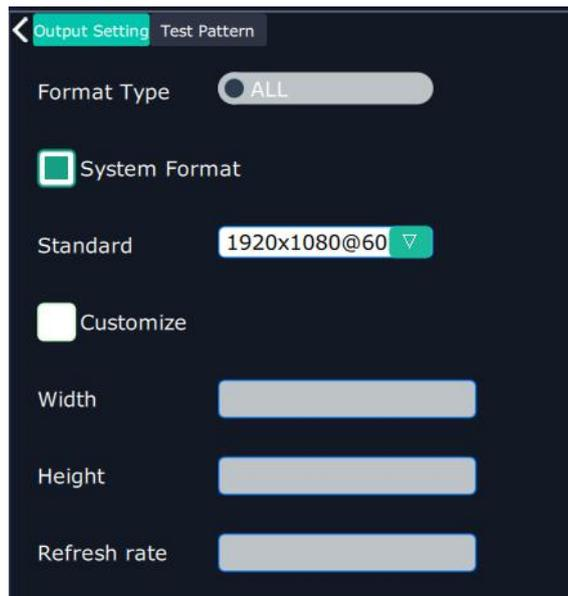 Output Setting Test Pattern
Format Type ALL
System Format
Standard 1920x1080@60
Customize
Width
Height
Refresh rate